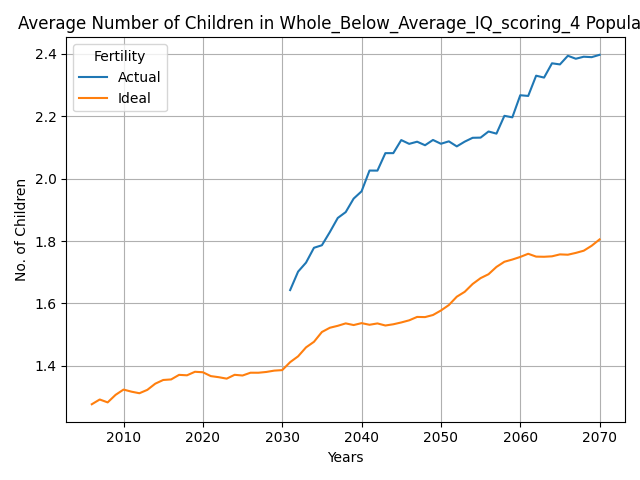 Average Number of Children in Whole_Below_Average_IQ_scoring_4 Popula
Fertility
Actual
Ideal
No. of Children
2.4
2.2
2.0
1.8
1.6
1.4
2010 2020 2030 2040 2050 2060 2070
Years